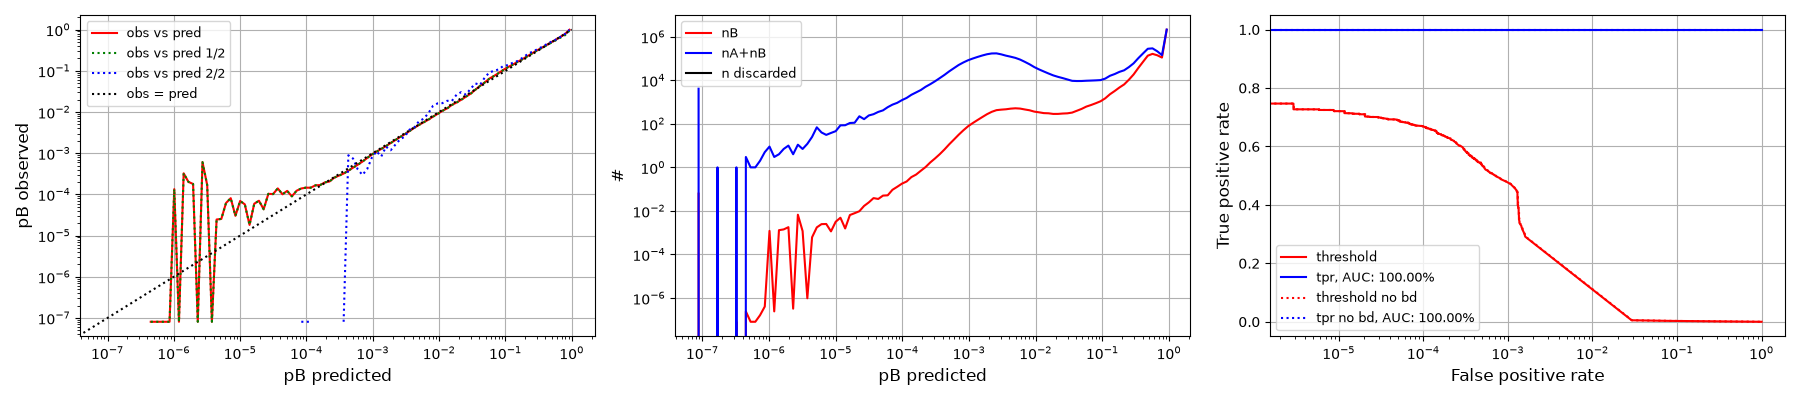 pB observed
10^0
10^-1
10^-2
10^-3
10^-4
10^-5
10^-6
10^-7
obs vs pred
obs vs pred 1/2
obs vs pred 2/2
obs = pred
10^-7 10^-6 10^-5 10^-4 10^-3 10^-2 10^-1 10^0
pB predicted
#
10^6
10^4
10^2
10^0
10^-2
10^-4
10^-6
nB
nA+nB
n discarded
10^-7 10^-6 10^-5 10^-4 10^-3 10^-2 10^-1 10^0
pB predicted
True positive rate
1.0
0.8
0.6
0.4
0.2
0.0
threshold
tpr, AUC: 100.00%
threshold no bd
tpr no bd, AUC: 100.00%
10^-5 10^-4 10^-3 10^-2 10^-1 10^0
False positive rate